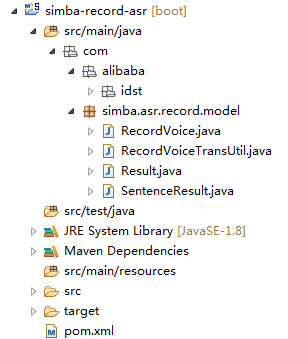 simba-record-asr [boot]
src/main/java
com
alibaba
idst
simba.asr.record.model
RecordVoice.java
RecordVoiceTransUtil.java
Result.java
SentenceResult.java
src/test/java
JRE System Library [JavaSE-1.8]
Maven Dependencies
src/main/resources
src
target
pom.xml